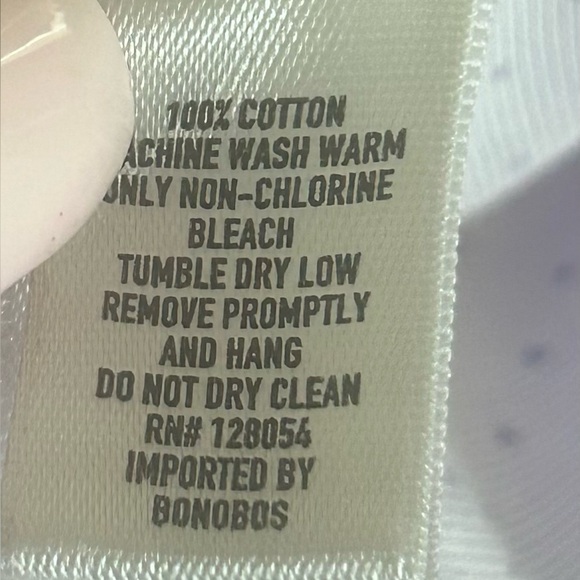 100% COTTON
MACHINE WASH WARM
ONLY NON-CHLORINE
BLEACH
TUMBLE DRY LOW
REMOVE PROMPTLY
AND HANG
DO NOT DRY CLEAN
RN# 128054
IMPORTED BY
BONOBOS